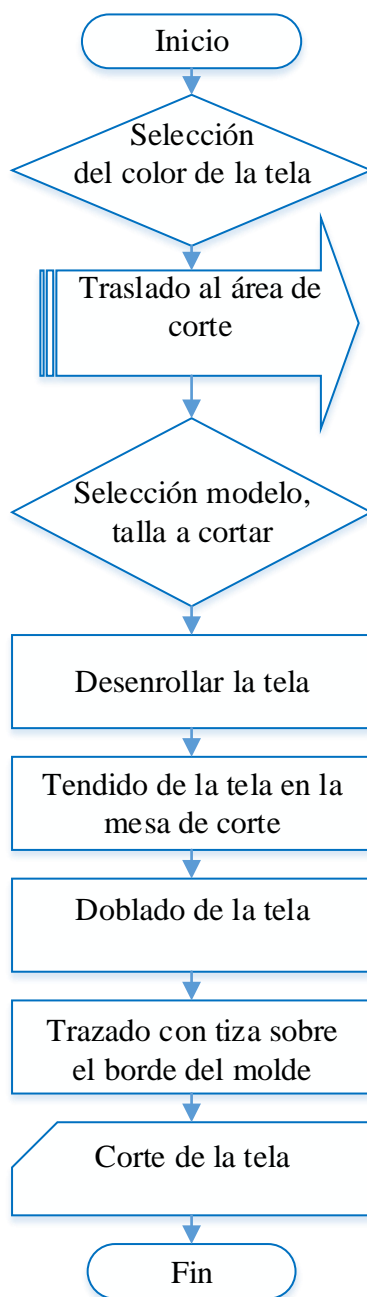 Inicio
Selección
del color de la tela
Traslado al área de
corte
Selección modelo,
talla a cortar
Desenrollar la tela
Tendido de la tela en la
mesa de corte
Doblado de la tela
Trazado con tiza sobre
el borde del molde
Corte de la tela
Fin